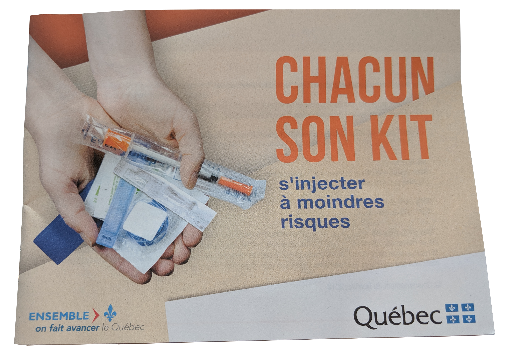 CHACUN
SON KIT
s'injecter
à moindres
risques
ENSEMBLE
on fait avancer le Québec
Québec